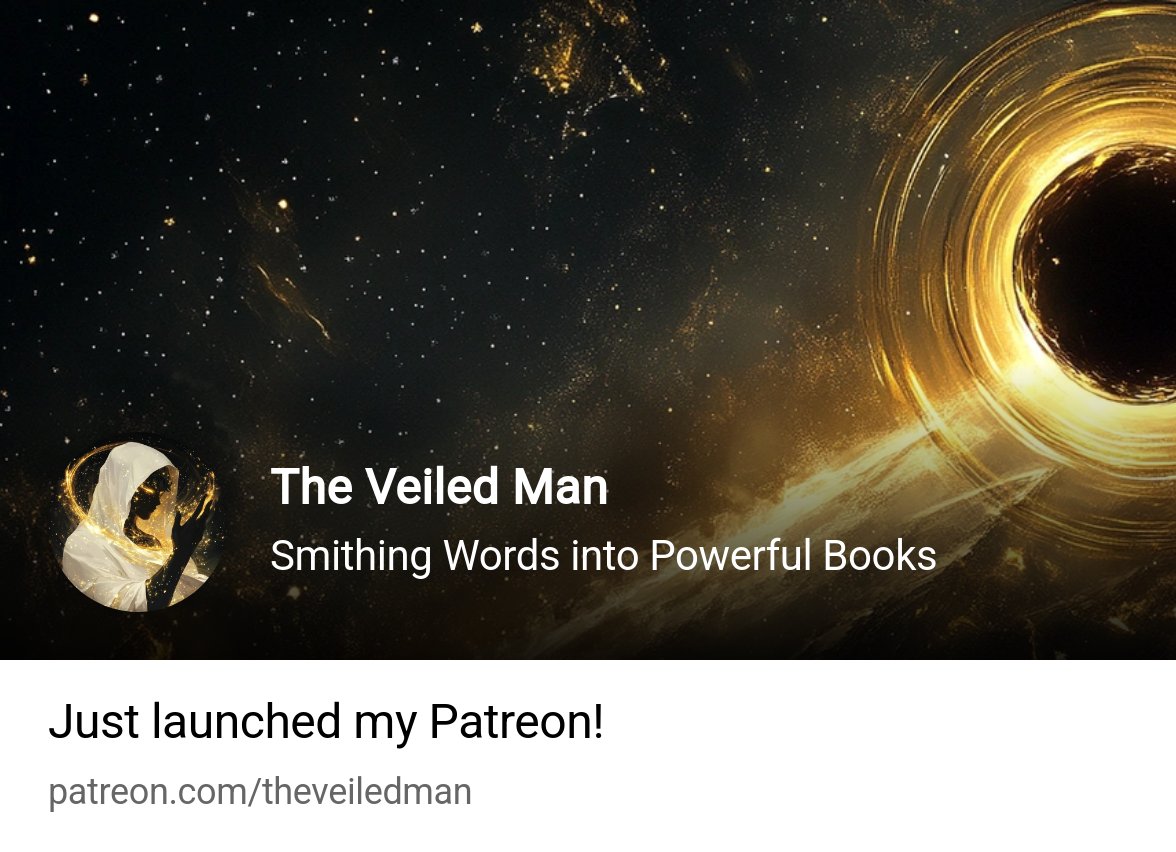 The Veiled Man
Smithing Words into Powerful Books
Just launched my Patreon!
patreon.com/theveiledman